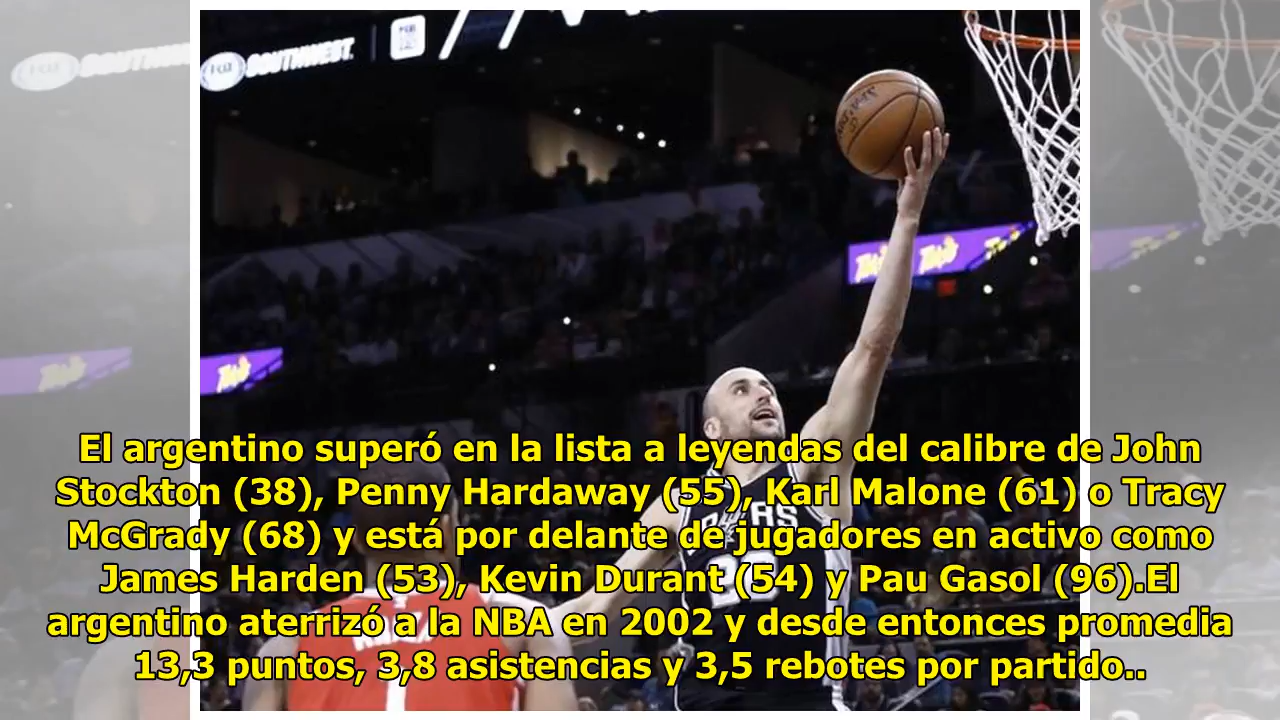 SOUTHWEST
El argentino superó en la lista a leyendas del calibre de John
Stockton (38), Penny Hardaway (55), Karl Malone (61) o Tracy
McGrady (68) y está por delante de jugadores en activo como
James Harden (53), Kevin Durant (54) y Pau Gasol (96).El
argentino aterrizó a la NBA en 2002 y desde entonces promedia
13,3 puntos, 3,8 asistencias y 3,5 rebotes por partido..